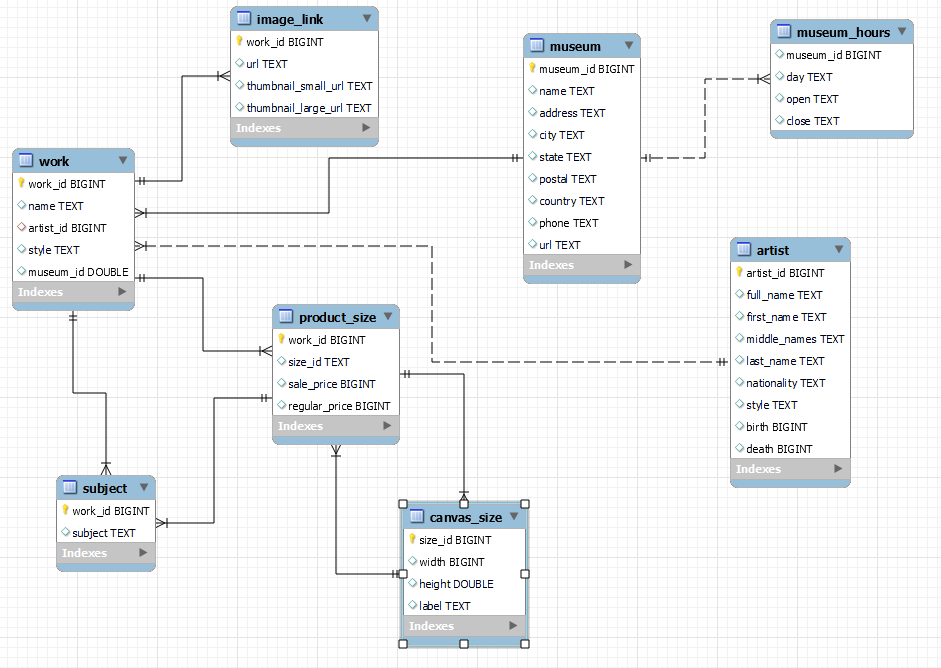 image_link
work_id BIGINT
url TEXT
thumbnail_small_url TEXT
thumbnail_large_url TEXT
Indexes
museum
museum_id BIGINT
name TEXT
address TEXT
city TEXT
state TEXT
postal TEXT
country TEXT
phone TEXT
url TEXT
Indexes
museum_hours
museum_id BIGINT
day TEXT
open TEXT
close TEXT
work
work_id BIGINT
name TEXT
artist_id BIGINT
style TEXT
museum_id DOUBLE
Indexes
artist
artist_id BIGINT
full_name TEXT
first_name TEXT
middle_names TEXT
last_name TEXT
nationality TEXT
style TEXT
birth BIGINT
death BIGINT
Indexes
product_size
work_id BIGINT
size_id TEXT
sale_price BIGINT
regular_price BIGINT
Indexes
subject
work_id BIGINT
subject TEXT
Indexes
canvas_size
size_id BIGINT
width BIGINT
height DOUBLE
label TEXT
Indexes